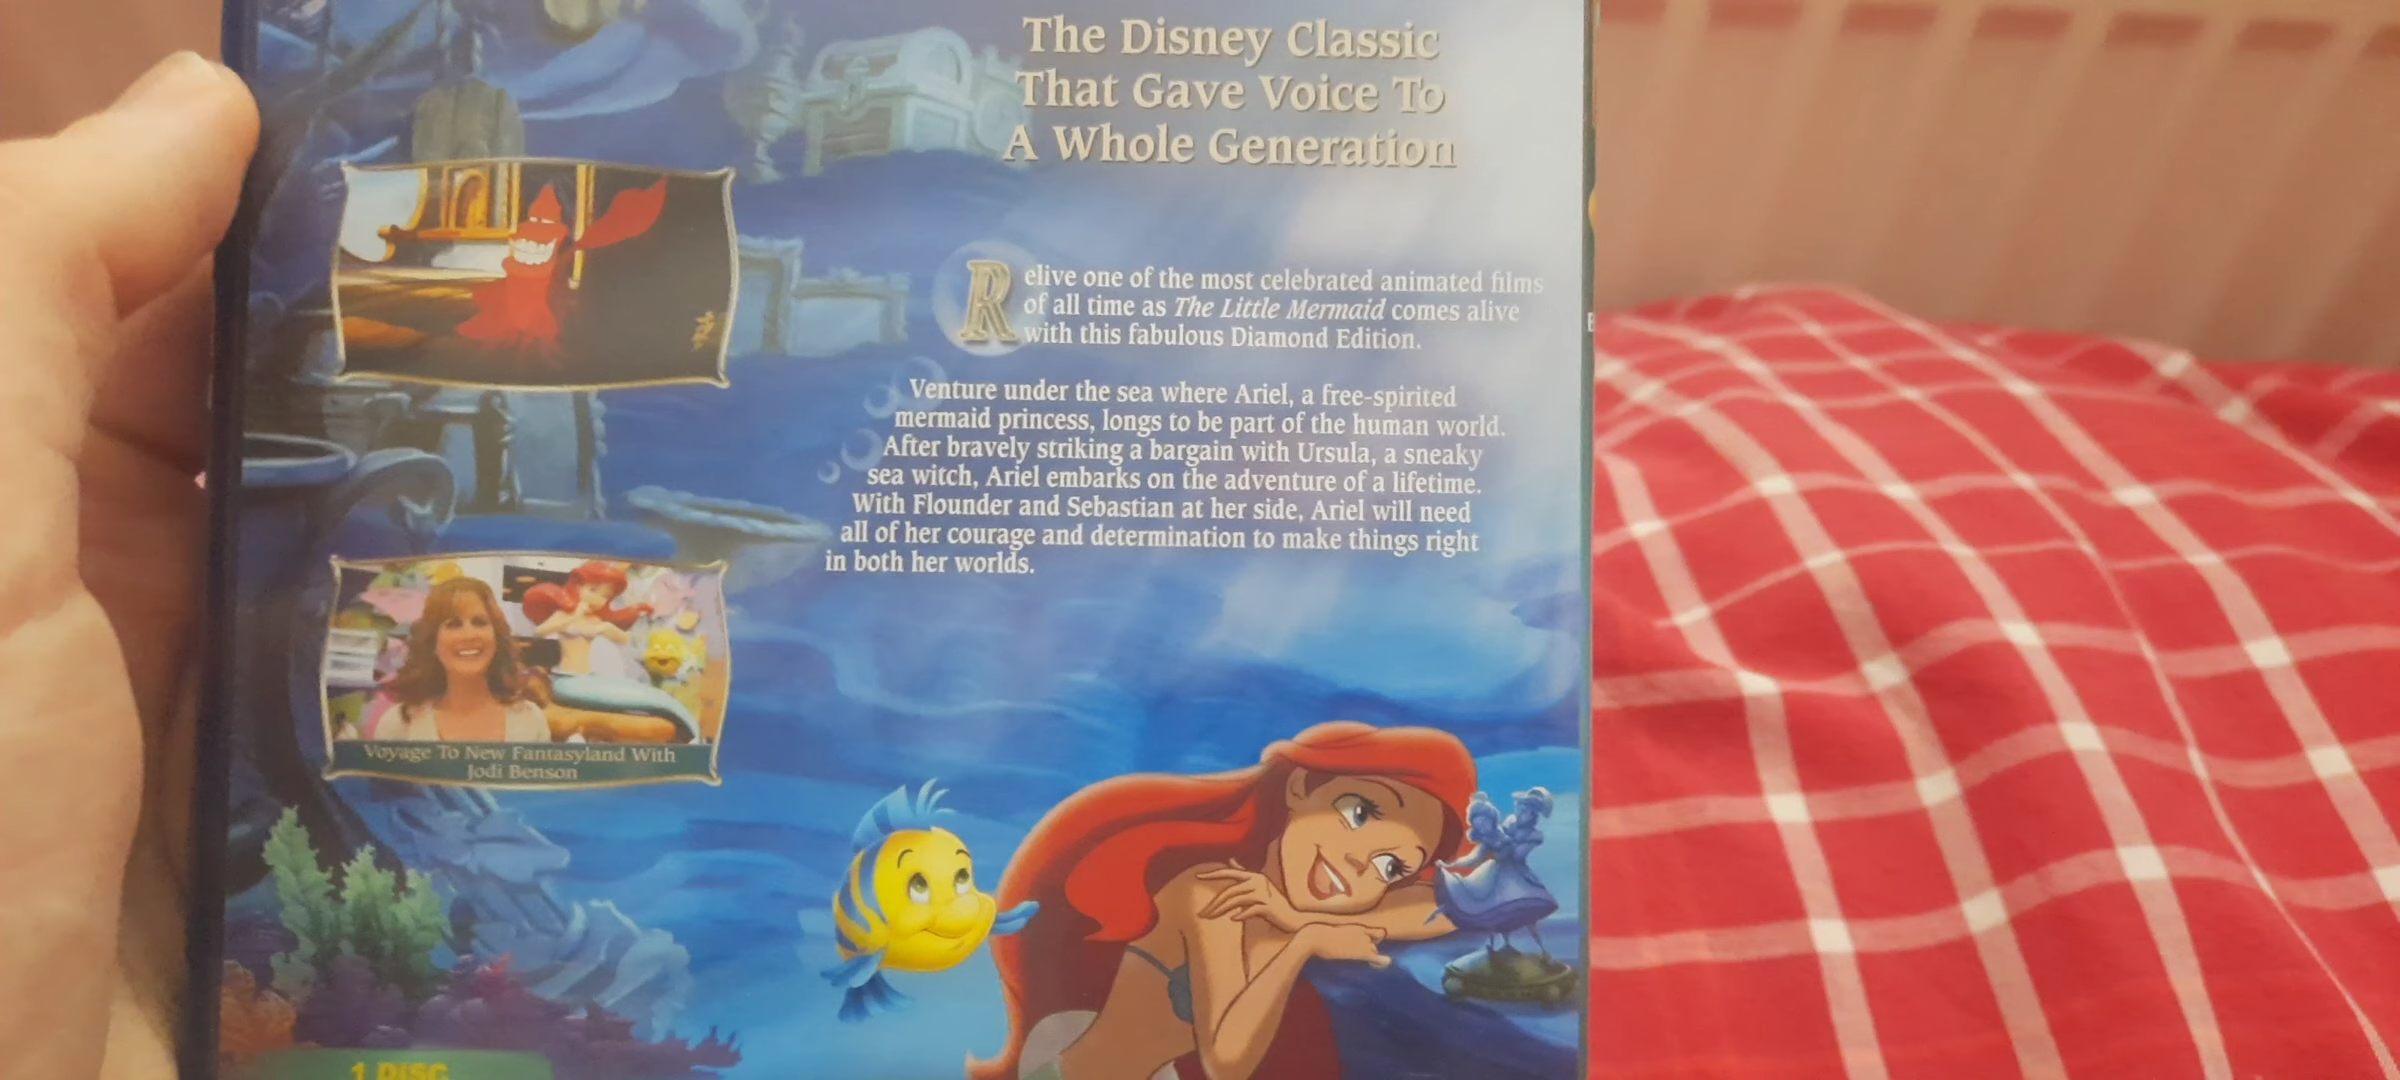 The Disney Classic
That Gave Voice To
A Whole Generation
Relive one of the most celebrated animated films
of all time as The Little Mermaid comes alive
with this fabulous Diamond Edition.
Venture under the sea where Ariel, a free-spirited
mermaid princess, longs to be part of the human world.
After bravely striking a bargain with Ursula, a sneaky
sea witch, Ariel embarks on the adventure of a lifetime.
With Flounder and Sebastian at her side, Ariel will need
all of her courage and determination to make things right
in both her worlds.
Voyage To New Fantasyland With
Jodi Benson
1 DISC